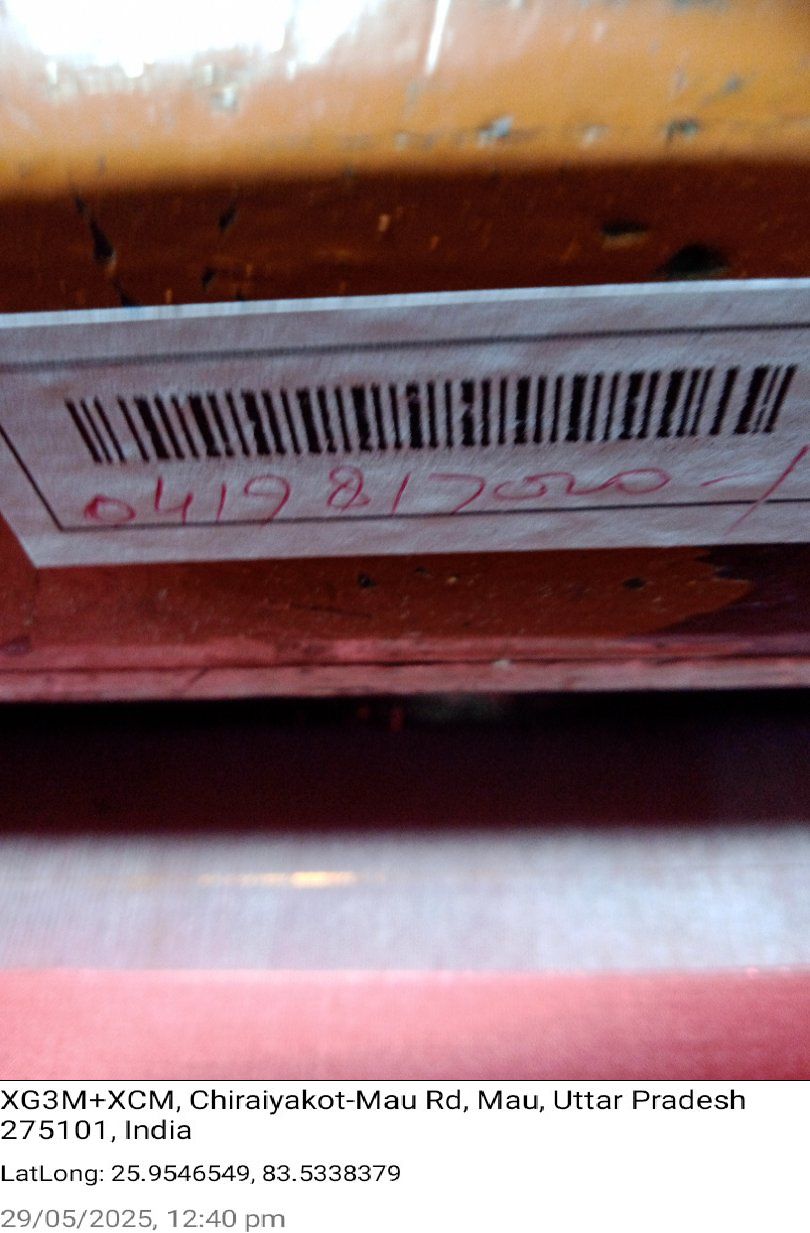 0419817020-/
XG3M+XCM, Chiraiyakot-Mau Rd, Mau, Uttar Pradesh
275101, India
LatLong: 25.9546549, 83.5338379
29/05/2025, 12:40 pm